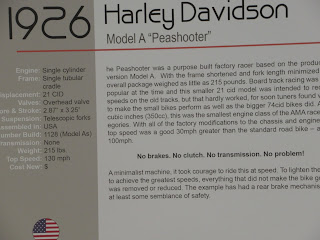 1926 Harley Davidson
Model A "Peashooter"
Engine: Single cylinder
Frame: Single tubular
cradle
Displacement: 21 CID
Valves: Overhead valve
ore & Stroke: 2.87" x 3.25"
Suspension: Telescopic forks
Assembled in: USA
umber Build: 1128 (Model As)
Transmission: None
Weight: 215 lbs
Top Speed: 130 mph
Cost New: $
he Peashooter was a purpose built factory racer based on the produc
version Model A. With the frame shortened and fork length minimized
overall package weighed as little as 215 pounds. Board track racing was
popular at the time and this smaller 21 cid model was intended to re
speeds on the old tracks, but that hardly worked, for soon tuners found
to make the small bikes perform as well as the bigger 74cid bikes did. A
cubic inches (350cc), this was the smallest engine class of the AMA race
egories. With all of the factory modifications to the chassis and engine
top speed was a good 30mph greater than the standard road bike – a
100mph.
No brakes. No clutch. No transmission. No problem!
A minimalist machine, it took courage to ride this at speed. To lighten the
to achieve the greatest speeds, everything that did not make the bike g
was removed or reduced. The example has had a rear brake mechanis
at least some semblance of safety.